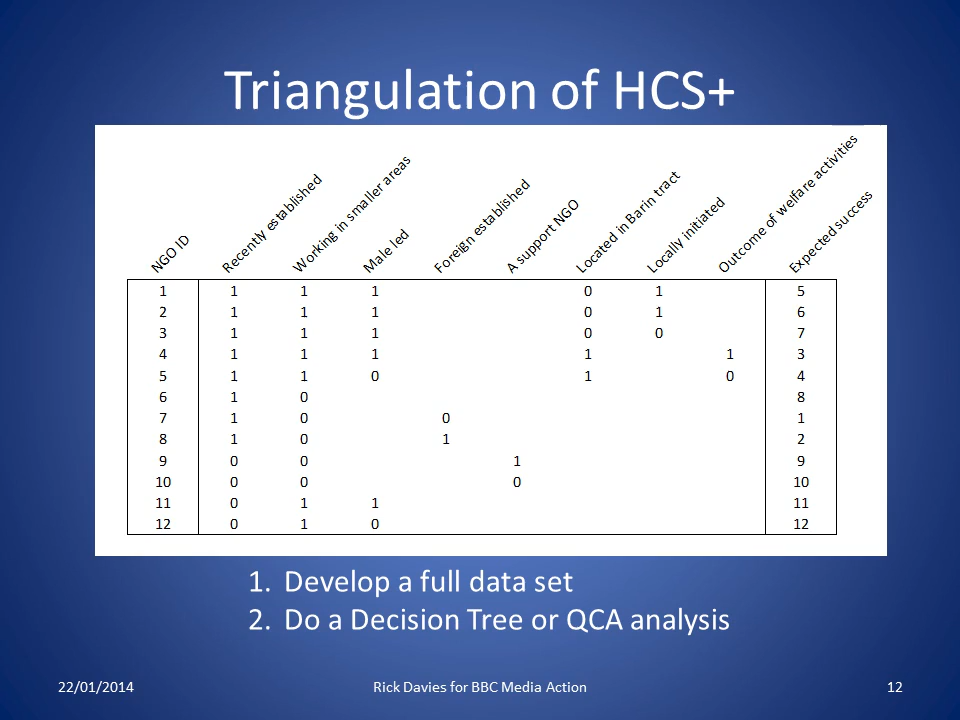 Triangulation of HCS+
NGO ID Recently established Working in smaller areas Male led Foreign established A support NGO Located in Barin tract Locally initiated Outcome of welfare activities Expected success
1 1 1 1 0 1 5
2 1 1 1 0 1 6
3 1 1 1 0 0 7
4 1 1 1 1 1 3
5 1 1 0 1 0 4
6 1 0 8
7 1 0 0 1
8 1 0 1 2
9 0 0 1 9
10 0 0 0 10
11 0 1 1 11
12 0 1 0 12
1. Develop a full data set
2. Do a Decision Tree or QCA analysis
22/01/2014 Rick Davies for BBC Media Action 12